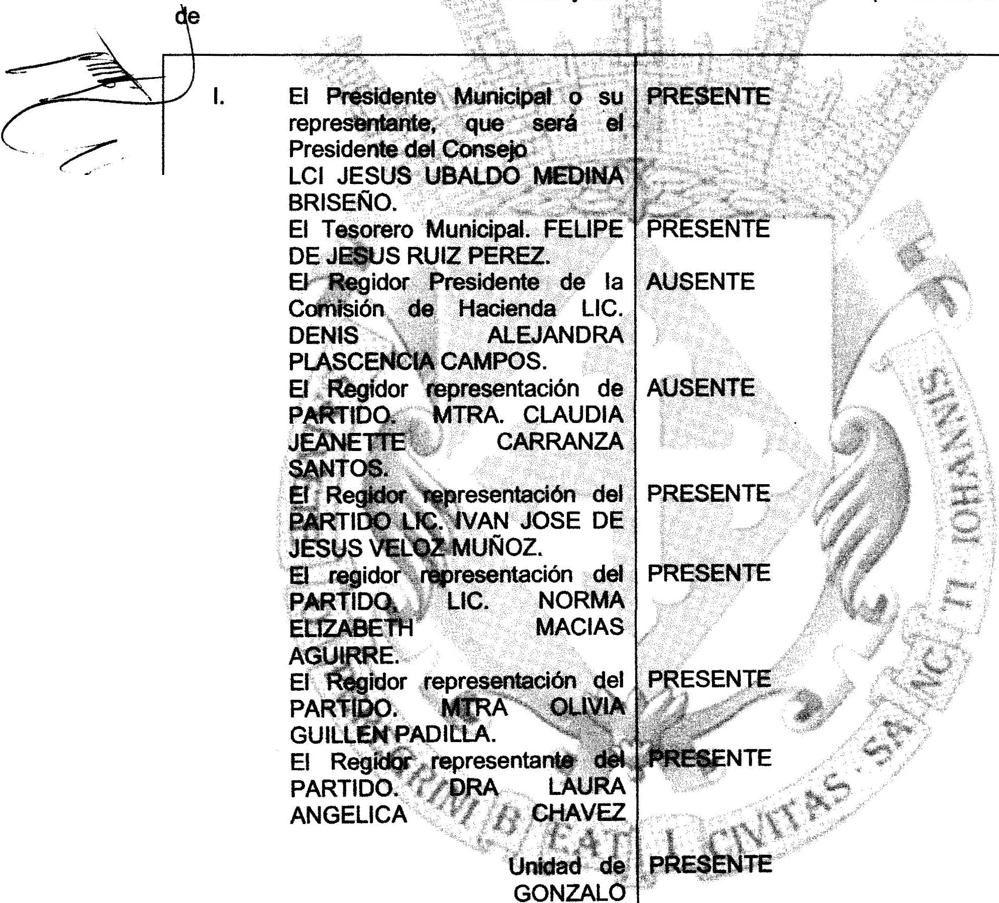 de
I. El Presidente Municipal o su PRESENTE
representante, que será el
Presidente del Consejo
LCI JESUS UBALDO MEDINA
BRISEÑO.
El Tesorero Municipal. FELIPE PRESENTE
DE JESUS RUIZ PEREZ.
El Regidor Presidente de la AUSENTE
Comisión de Hacienda LIC.
DENIS ALEJANDRA
PLASCENCIA CAMPOS.
El Regidor representación de AUSENTE
PARTIDO. MTRA. CLAUDIA
JEANETTE CARRANZA
SANTOS.
El Regidor representación del PRESENTE
PARTIDO LIC. IVAN JOSE DE
JESUS VELOZ MUÑOZ.
El regidor representación del PRESENTE
PARTIDO. LIC. NORMA
ELIZABETH MACIAS
AGUIRRE.
El Regidor representación del PRESENTE
PARTIDO. MTRA OLIVIA
GUILLEN PADILLA.
El Regidor representante del PRESENTE
PARTIDO. DRA LAURA
ANGELICA CHAVEZ
Unidad de PRESENTE
GONZALO
CIVITAS · SANCTI · IOHANNIS